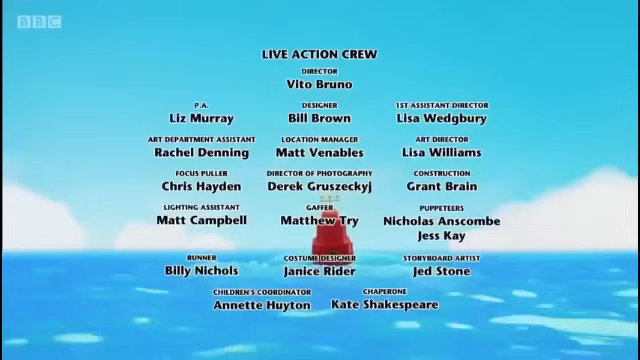 BBC
LIVE ACTION CREW
DIRECTOR
Vito Bruno
P.A.
Liz Murray
DESIGNER
Bill Brown
1ST ASSISTANT DIRECTOR
Lisa Wedgbury
ART DEPARTMENT ASSISTANT
Rachel Denning
LOCATION MANAGER
Matt Venables
ART DIRECTOR
Lisa Williams
FOCUS PULLER
Chris Hayden
DIRECTOR OF PHOTOGRAPHY
Derek Gruszeckyj
CONSTRUCTION
Grant Brain
LIGHTING ASSISTANT
Matt Campbell
GAFFER
Matthew Try
PUPPETEERS
Nicholas Anscombe
Jess Kay
RUNNER
Billy Nichols
COSTUME DESIGNER
Janice Rider
STORYBOARD ARTIST
Jed Stone
CHILDREN'S COORDINATOR
Annette Huyton
CHAPERONE
Kate Shakespeare